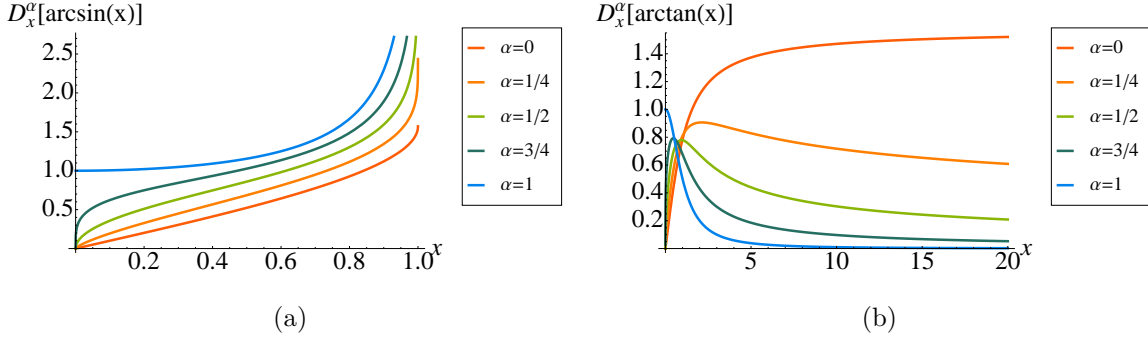 D_x^α[arcsin(x)]
2.5
2.0
1.5
1.0
0.5
0.2 0.4 0.6 0.8 1.0 x
α=0
α=1/4
α=1/2
α=3/4
α=1
(a)
D_x^α[arctan(x)]
1.4
1.2
1.0
0.8
0.6
0.4
0.2
5 10 15 20 x
α=0
α=1/4
α=1/2
α=3/4
α=1
(b)